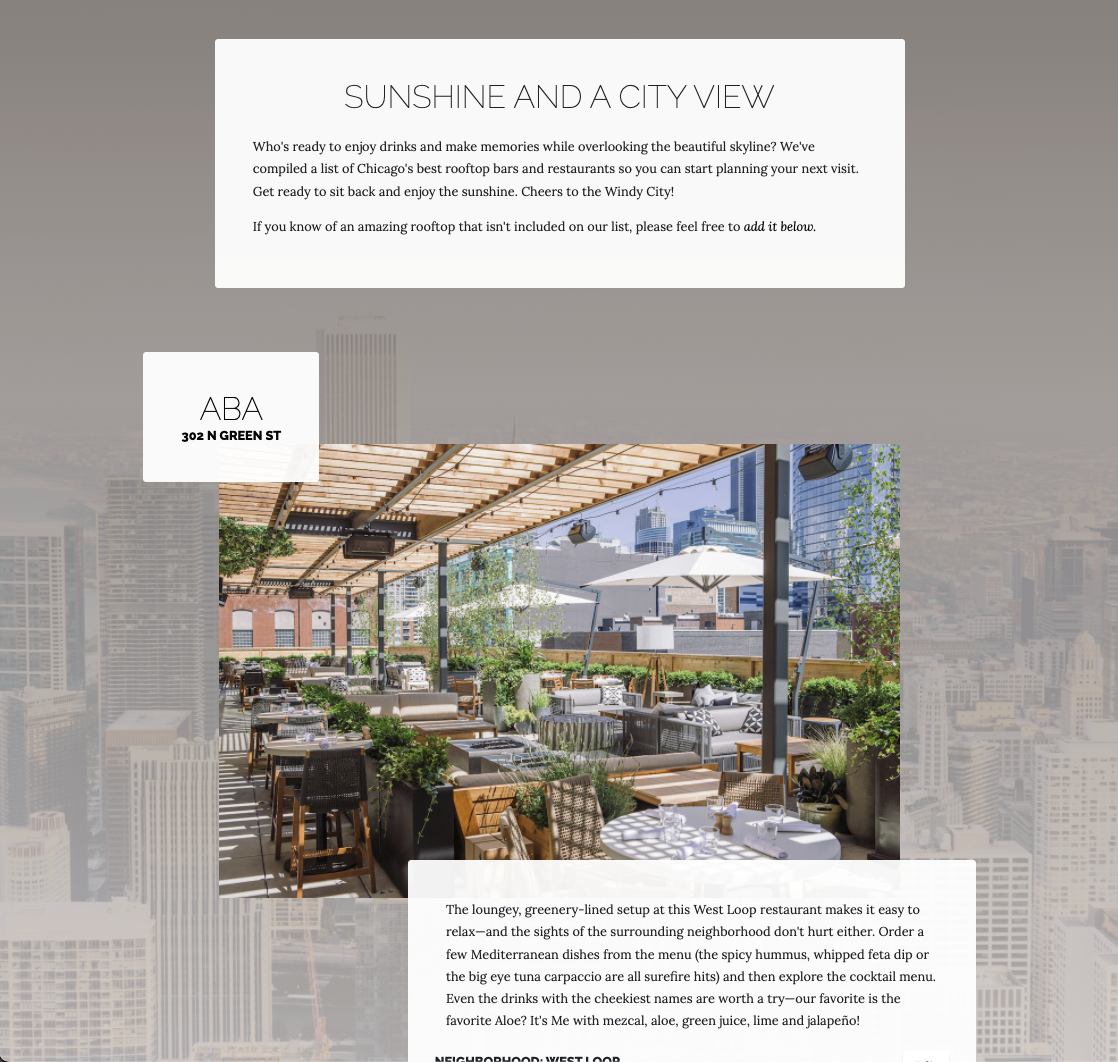 SUNSHINE AND A CITY VIEW
Who's ready to enjoy drinks and make memories while overlooking the beautiful skyline? We've
compiled a list of Chicago's best rooftop bars and restaurants so you can start planning your next visit.
Get ready to sit back and enjoy the sunshine. Cheers to the Windy City!
If you know of an amazing rooftop that isn't included on our list, please feel free to add it below.
ABA
302 N GREEN ST
The loungey, greenery-lined setup at this West Loop restaurant makes it easy to
relax—and the sights of the surrounding neighborhood don't hurt either. Order a
few Mediterranean dishes from the menu (the spicy hummus, whipped feta dip or
the big eye tuna carpaccio are all surefire hits) and then explore the cocktail menu.
Even the drinks with the cheekiest names are worth a try—our favorite is the
favorite Aloe? It's Me with mezcal, aloe, green juice, lime and jalapeño!
NEIGHBORHOOD: WEST LOOP